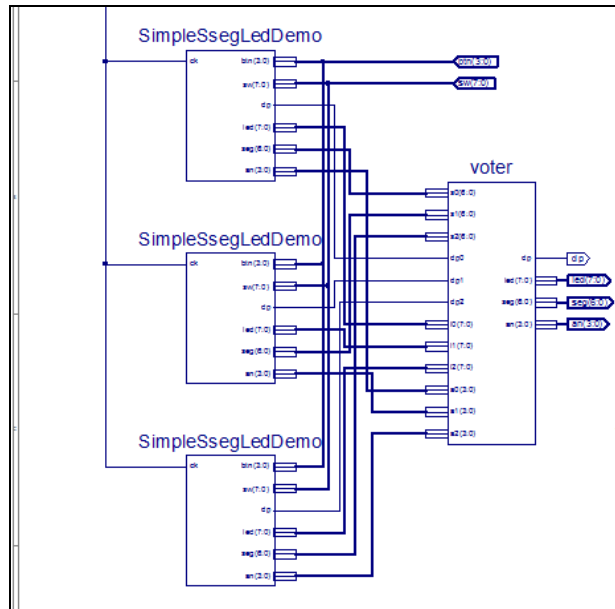 SimpleSsegLedDemo
ck
btn(3:0)
sw(7:0)
dp
led(7:0)
seg(6:0)
an(3:0)
btn(3:0)
sw(7:0)
SimpleSsegLedDemo
ck
btn(3:0)
sw(7:0)
dp
led(7:0)
seg(6:0)
an(3:0)
SimpleSsegLedDemo
ck
btn(3:0)
sw(7:0)
dp
led(7:0)
seg(6:0)
an(3:0)
voter
s0(6:0)
s1(6:0)
s2(6:0)
dp0
dp1
dp2
l0(7:0)
l1(7:0)
l2(7:0)
a0(3:0)
a1(3:0)
a2(3:0)
dp
led(7:0)
seg(6:0)
an(3:0)
dp
led(7:0)
seg(6:0)
an(3:0)